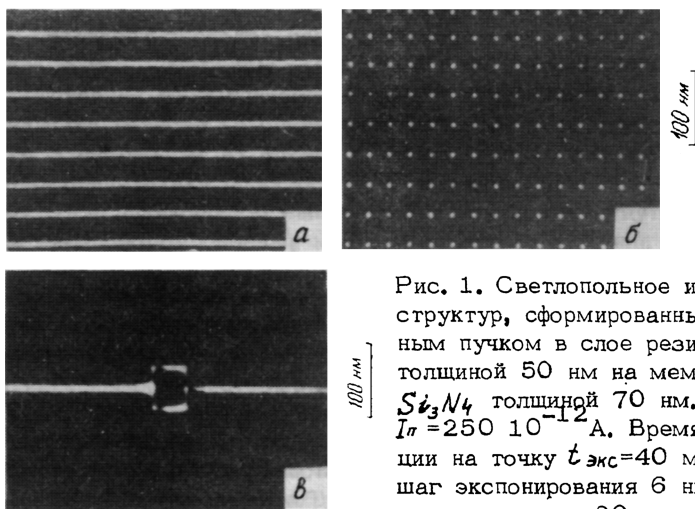 а
б
100 нм
в
100 нм
Рис. 1. Светлопольное и
структур, сформированны
ным пучком в слое рези
толщиной 50 нм на мем
Si₃N₄ толщиной 70 нм.
Iп =250 10⁻¹² А. Время
ции на точку t экс=40 м
шаг экспонирования 6 н